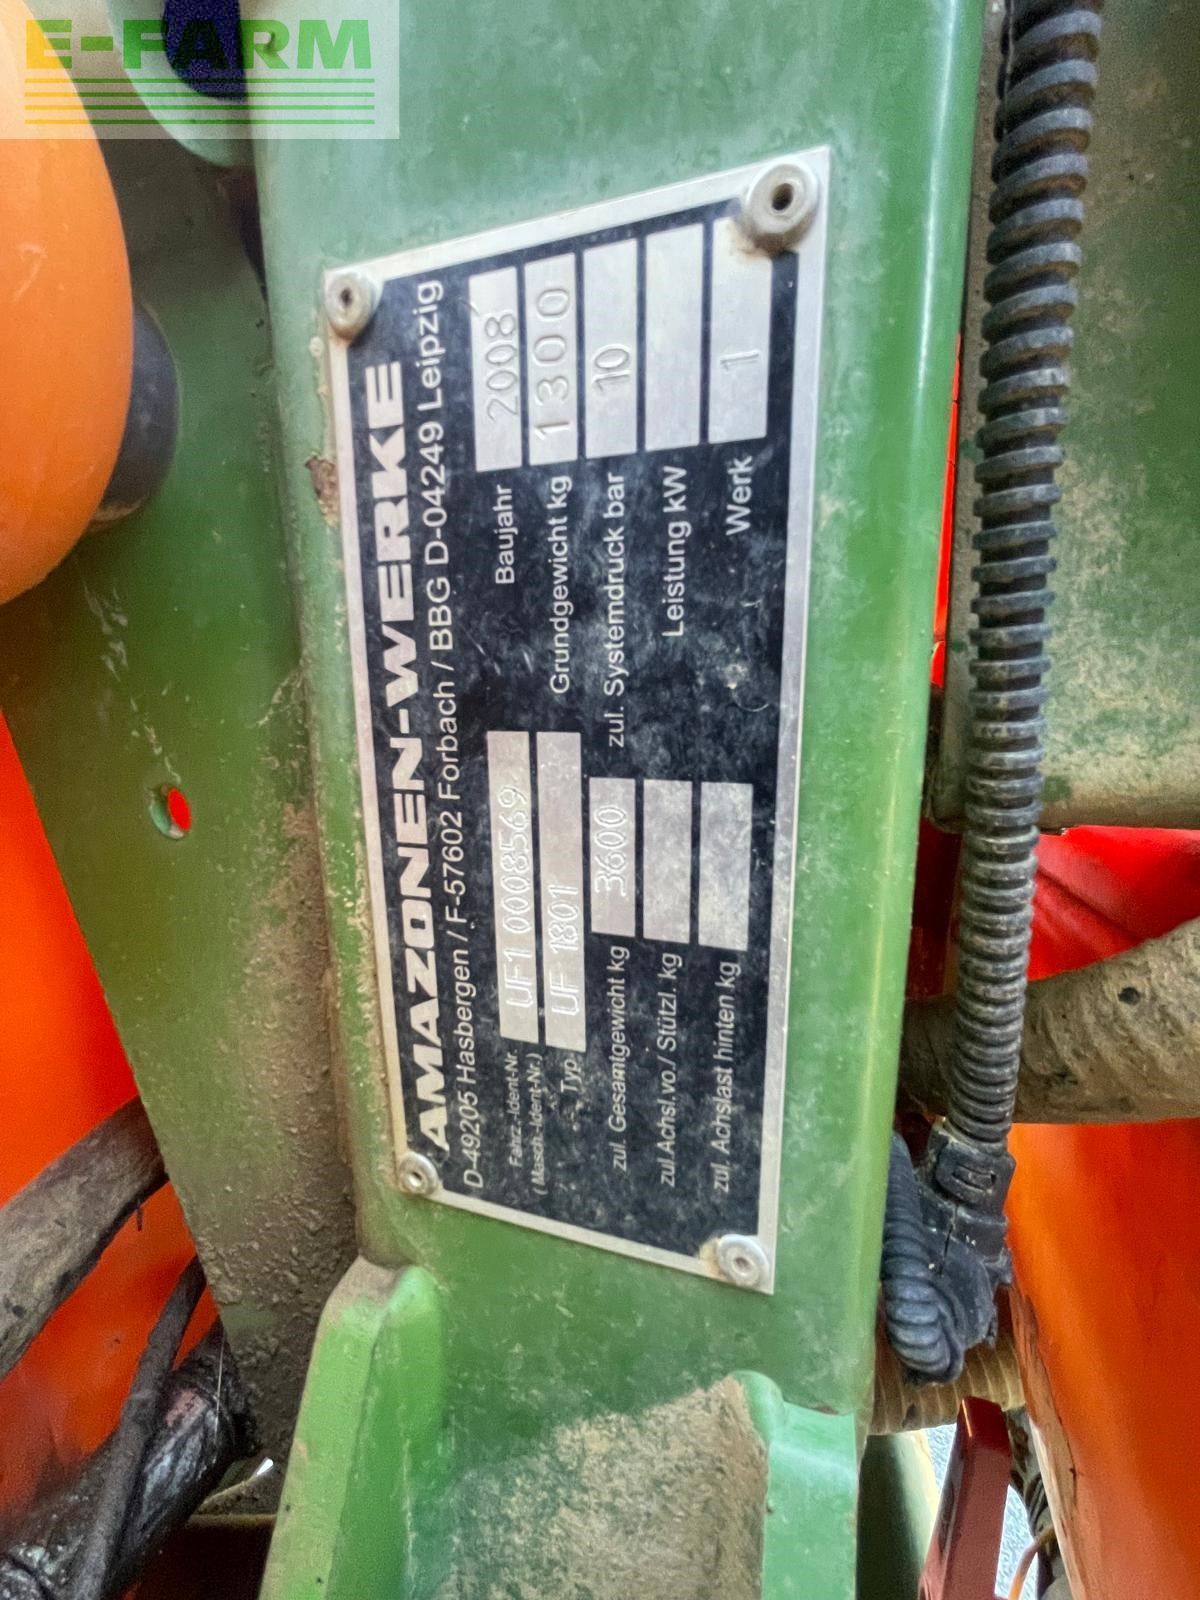 E-FARM
AMAZONEN-WERKE
D-49205 Hasbergen / F-57602 Forbach / BBG D-04249 Leipzig
Fahrz.-Ident-Nr. UF1 0008569 Baujahr 2008
(Masch.-Ident-Nr.)
Typ UF 1801 Grundgewicht kg 1300
zul. Gesamtgewicht kg 3600 zul. Systemdruck bar 10
zul.Achsl.vo./ Stützl. kg Leistung kW
zul. Achslast hinten kg Werk 1